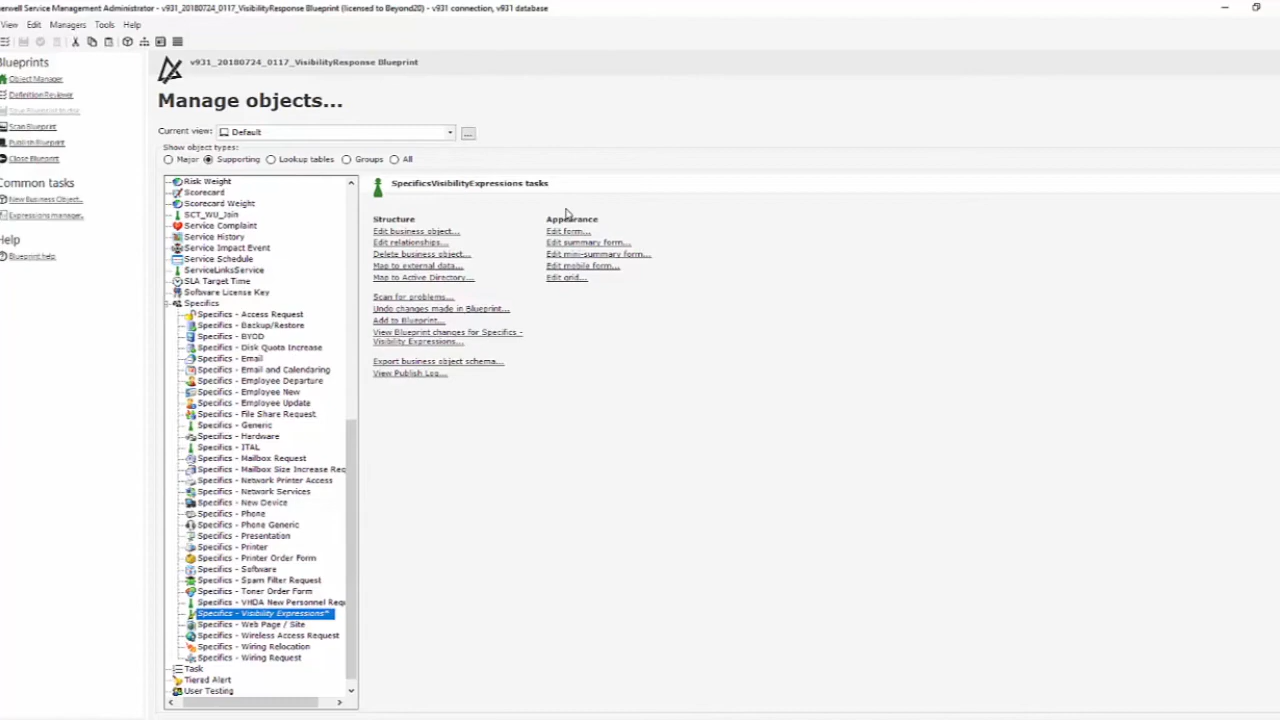 erwell Service Management Administrator - v931_20180724_0117_VisibilityResponse Blueprint (licensed to Beyond20) - v931 connection, v931 database
View Edit Managers Tools Help
Blueprints
Object Manager
Definition Reviewer
Scan Blueprint
Publish Blueprint
Close Blueprint
Common tasks
New Business Object...
Expressions manager...
Help
Blueprint help
v931_20180724_0117_VisibilityResponse Blueprint
Manage objects...
Current view: Default ...
Show object types:
Major Supporting Lookup tables Groups All
Risk Weight
Scorecard
Scorecard Weight
SCT_WU_Join
Service Complaint
Service History
Service Impact Event
Service Schedule
ServiceLinksService
SLA Target Time
Software License Key
Specifics
Specifics - Access Request
Specifics - Backup/Restore
Specifics - BYOD
Specifics - Disk Quota Increase
Specifics - Email
Specifics - Email and Calendaring
Specifics - Employee Departure
Specifics - Employee New
Specifics - Employee Update
Specifics - File Share Request
Specifics - Generic
Specifics - Hardware
Specifics - ITAL
Specifics - Mailbox Request
Specifics - Mailbox Size Increase Req
Specifics - Network Printer Access
Specifics - Network Services
Specifics - New Device
Specifics - Phone
Specifics - Phone Generic
Specifics - Presentation
Specifics - Printer
Specifics - Printer Order Form
Specifics - Software
Specifics - Spam Filter Request
Specifics - Toner Order Form
Specifics - VHDA New Personnel Requ
Specifics - Visibility Expressions*
Specifics - Web Page / Site
Specifics - Wireless Access Request
Specifics - Wiring Relocation
Specifics - Wiring Request
Task
Tiered Alert
User Testing
SpecificsVisibilityExpressions tasks
Structure
Edit business object...
Edit relationships...
Delete business object...
Map to external data...
Map to Active Directory...
Scan for problems...
Undo changes made in Blueprint...
Add to Blueprint...
View Blueprint changes for Specifics -
Visibility Expressions...
Export business object schema...
View Publish Log...
Appearance
Edit form...
Edit summary form...
Edit mini-summary form...
Edit mobile form...
Edit grid...